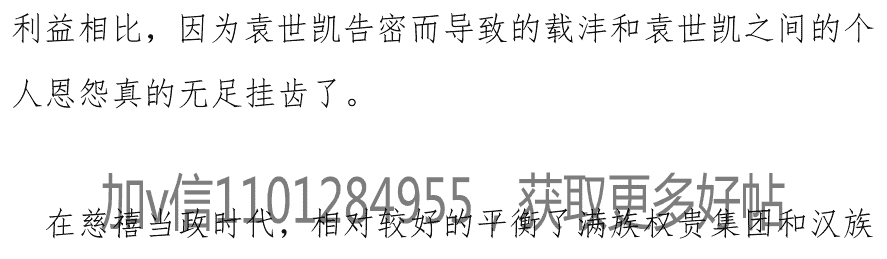 利益相比，因为袁世凯告密而导致的载沣和袁世凯之间的个
人恩怨真的无足挂齿了。
加v信1101284955 获取更多好帖
在慈禧当政时代，相对较好的平衡了满族权贵集团和汉族